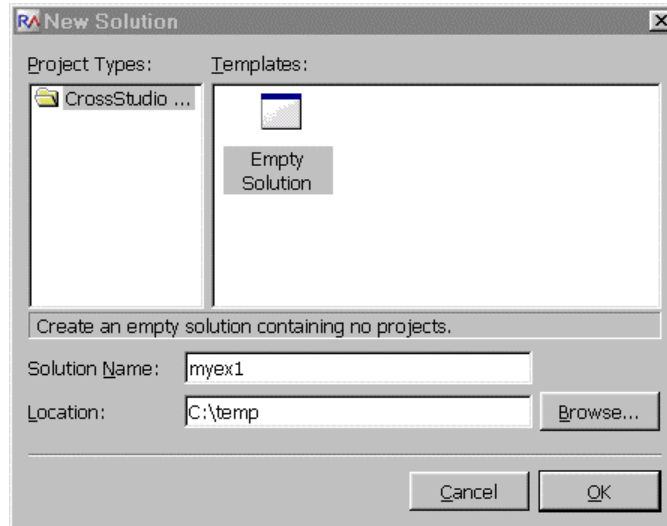 RA New Solution
Project Types:
Templates:
CrossStudio ...
Empty
Solution
Create an empty solution containing no projects.
Solution Name:
myex1
Location:
C:\temp
Browse...
Cancel
OK